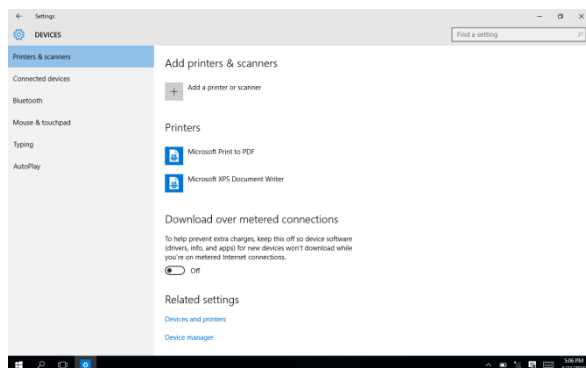 Settings
DEVICES
Find a setting
Printers & scanners
Connected devices
Bluetooth
Mouse & touchpad
Typing
AutoPlay
Add printers & scanners
Add a printer or scanner
Printers
Microsoft Print to PDF
Microsoft XPS Document Writer
Download over metered connections
To help prevent extra charges, keep this off so device software
(drivers, info, and apps) for new devices won't download while
you're on metered Internet connections.
Off
Related settings
Devices and printers
Device manager
5:06 PM